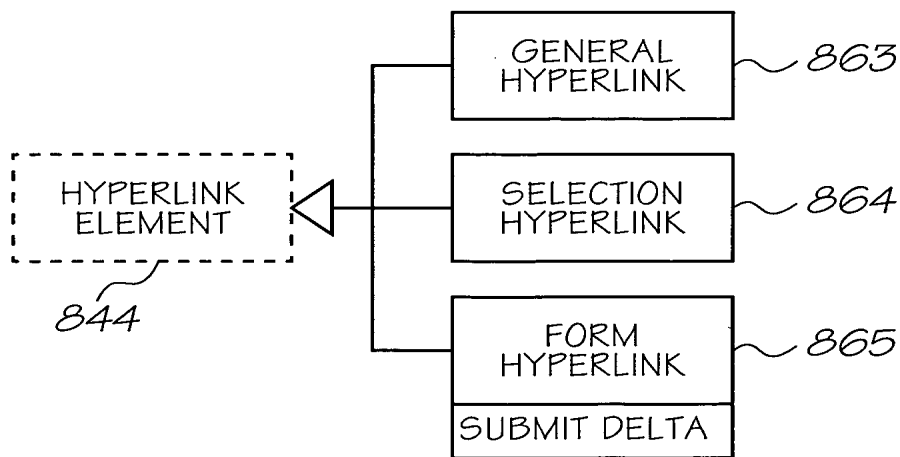 GENERAL
HYPERLINK
863
HYPERLINK
ELEMENT
844
SELECTION
HYPERLINK
864
FORM
HYPERLINK
865
SUBMIT DELTA